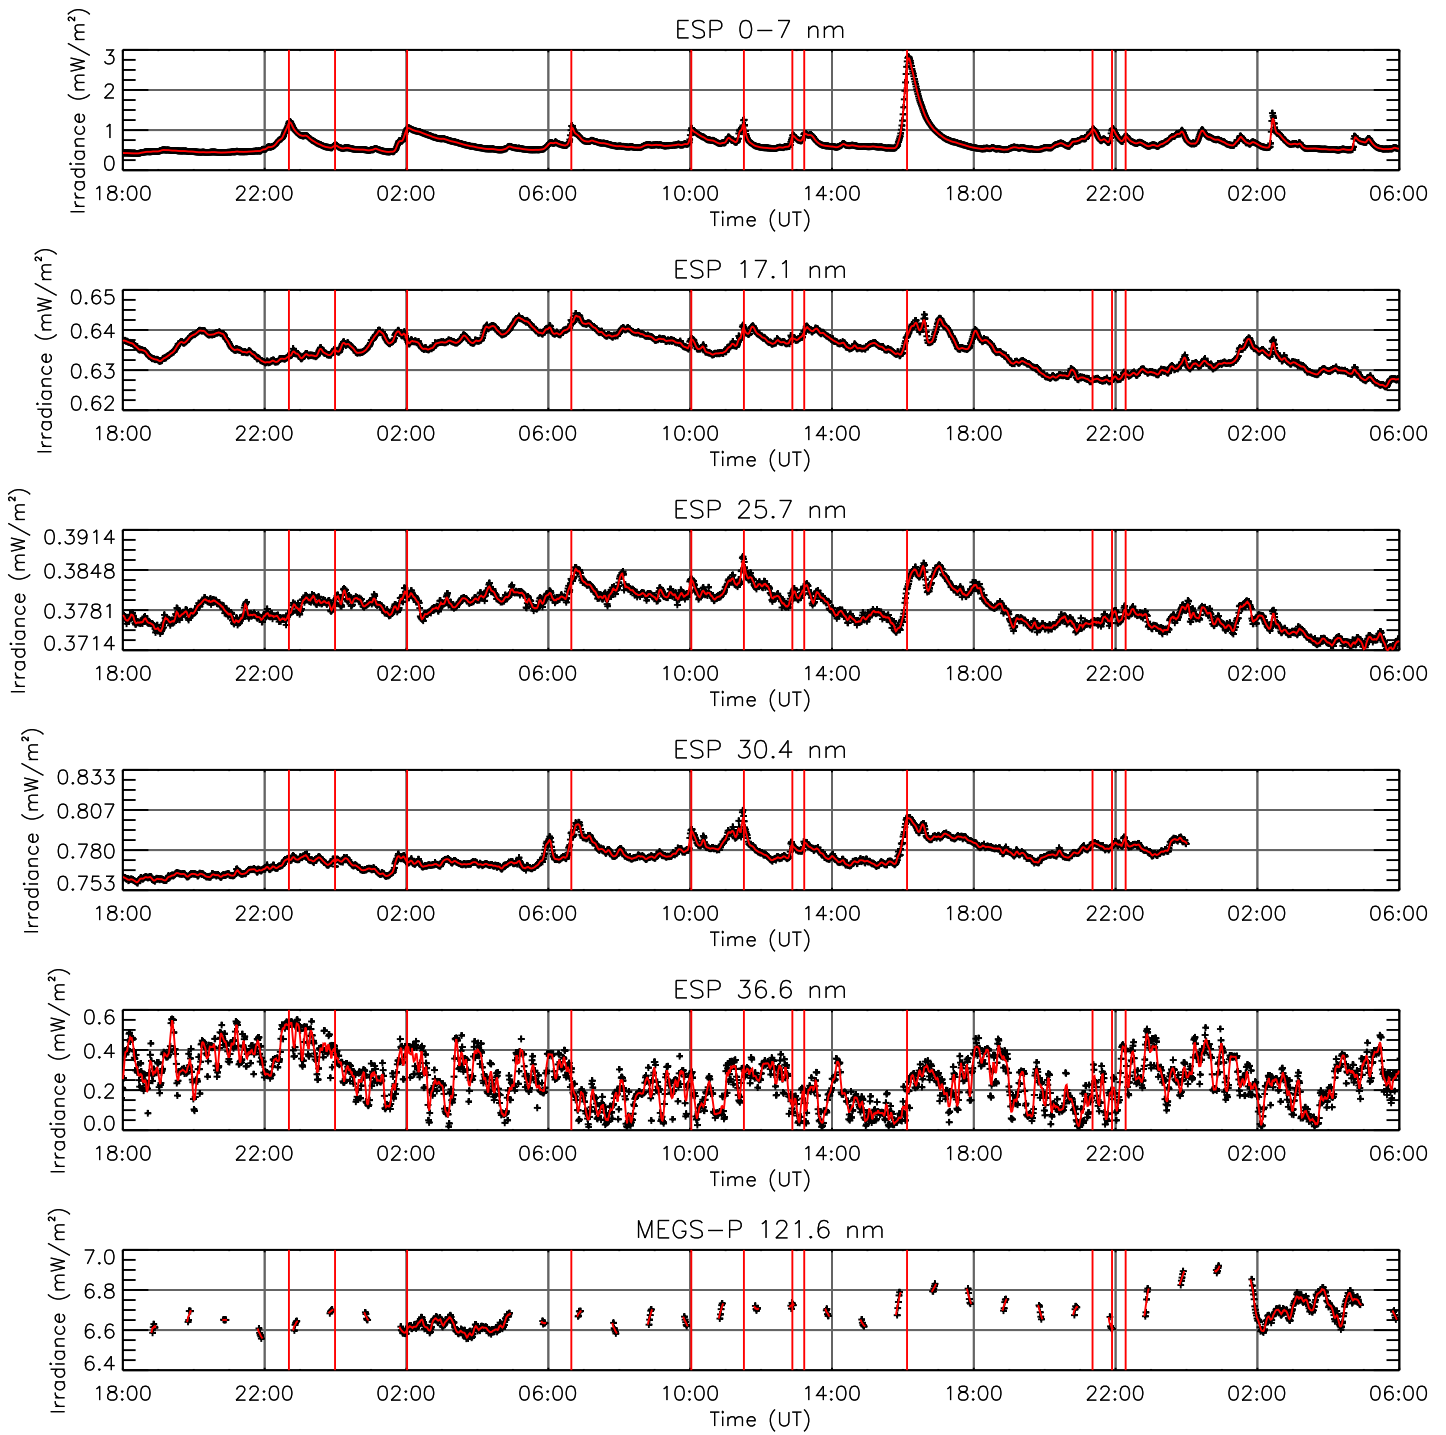 ESP 0-7 nm
Irradiance (mW/m²)
3
2
1
0
18:00 22:00 02:00 06:00 10:00 14:00 18:00 22:00 02:00 06:00
Time (UT)
ESP 17.1 nm
Irradiance (mW/m²)
0.65
0.64
0.63
0.62
18:00 22:00 02:00 06:00 10:00 14:00 18:00 22:00 02:00 06:00
Time (UT)
ESP 25.7 nm
Irradiance (mW/m²)
0.3914
0.3848
0.3781
0.3714
18:00 22:00 02:00 06:00 10:00 14:00 18:00 22:00 02:00 06:00
Time (UT)
ESP 30.4 nm
Irradiance (mW/m²)
0.833
0.807
0.780
0.753
18:00 22:00 02:00 06:00 10:00 14:00 18:00 22:00 02:00 06:00
Time (UT)
ESP 36.6 nm
Irradiance (mW/m²)
0.6
0.4
0.2
0.0
18:00 22:00 02:00 06:00 10:00 14:00 18:00 22:00 02:00 06:00
Time (UT)
MEGS-P 121.6 nm
Irradiance (mW/m²)
7.0
6.8
6.6
6.4
18:00 22:00 02:00 06:00 10:00 14:00 18:00 22:00 02:00 06:00
Time (UT)